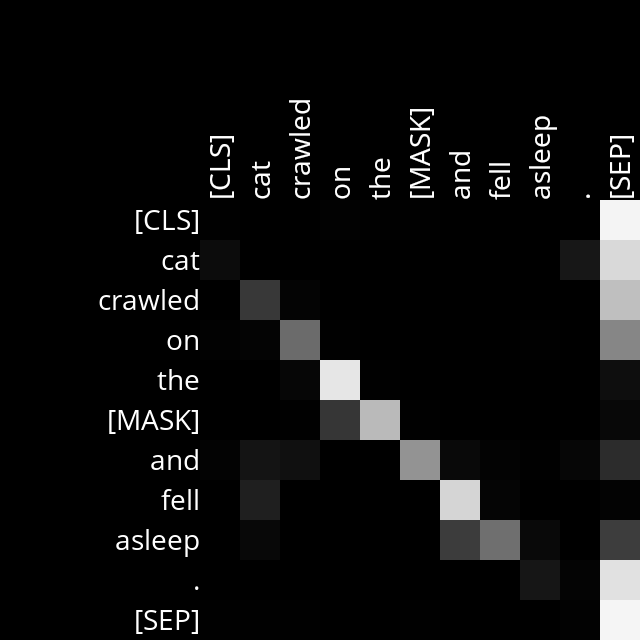 [CLS] cat crawled on the [MASK] and fell asleep . [SEP]
[CLS]
cat
crawled
on
the
[MASK]
and
fell
asleep
.
[SEP]